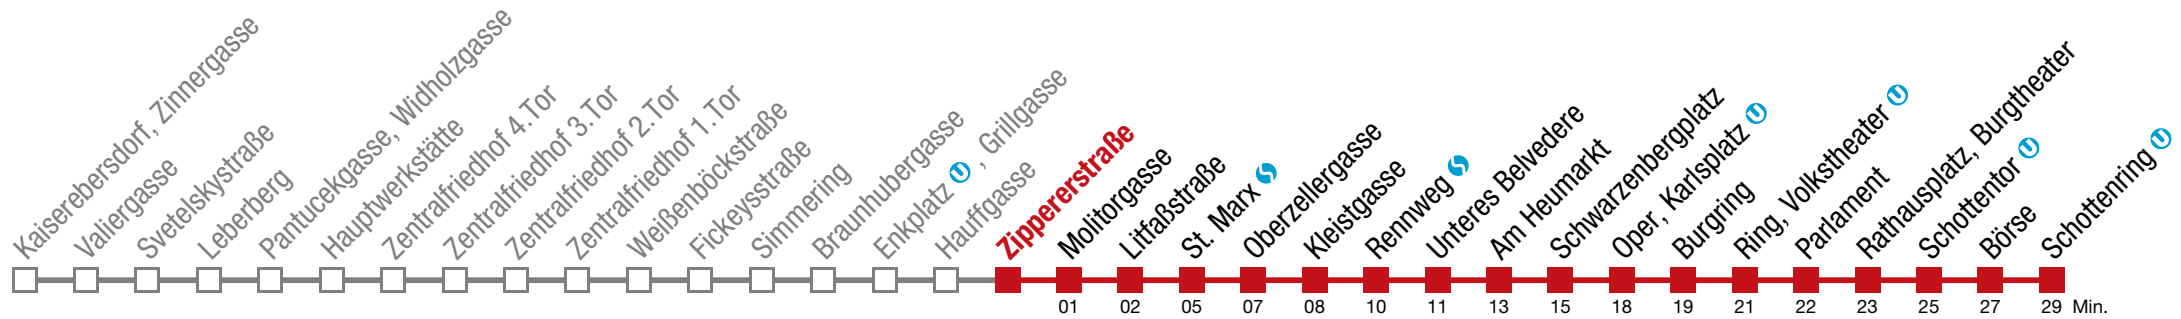 Kaiserebersdorf, Zinnergasse
Valiergasse
Svetelskystraße
Leberberg
Pantucekgasse, Widholzgasse
Hauptwerkstätte
Zentralfriedhof 4.Tor
Zentralfriedhof 3.Tor
Zentralfriedhof 2.Tor
Zentralfriedhof 1.Tor
Weißenböckstraße
Fickeysstraße
Simmering
Braunhubergasse
Enkplatz U , Grillgasse
Hauffgasse
Zippererstraße
Molitorgasse
Litfaßstraße
St. Marx S
Oberzellergasse
Kleistgasse
Rennweg S
Unteres Belvedere
Am Heumarkt
Schwarzenbergplatz
Oper, Karlsplatz U
Burgring
Ring, Volkstheater U
Parlament
Rathausplatz, Burgtheater
Schottentor U
Börse
Schottenring U
01 02 05 07 08 10 11 13 15 18 19 21 22 23 25 27 29 Min.